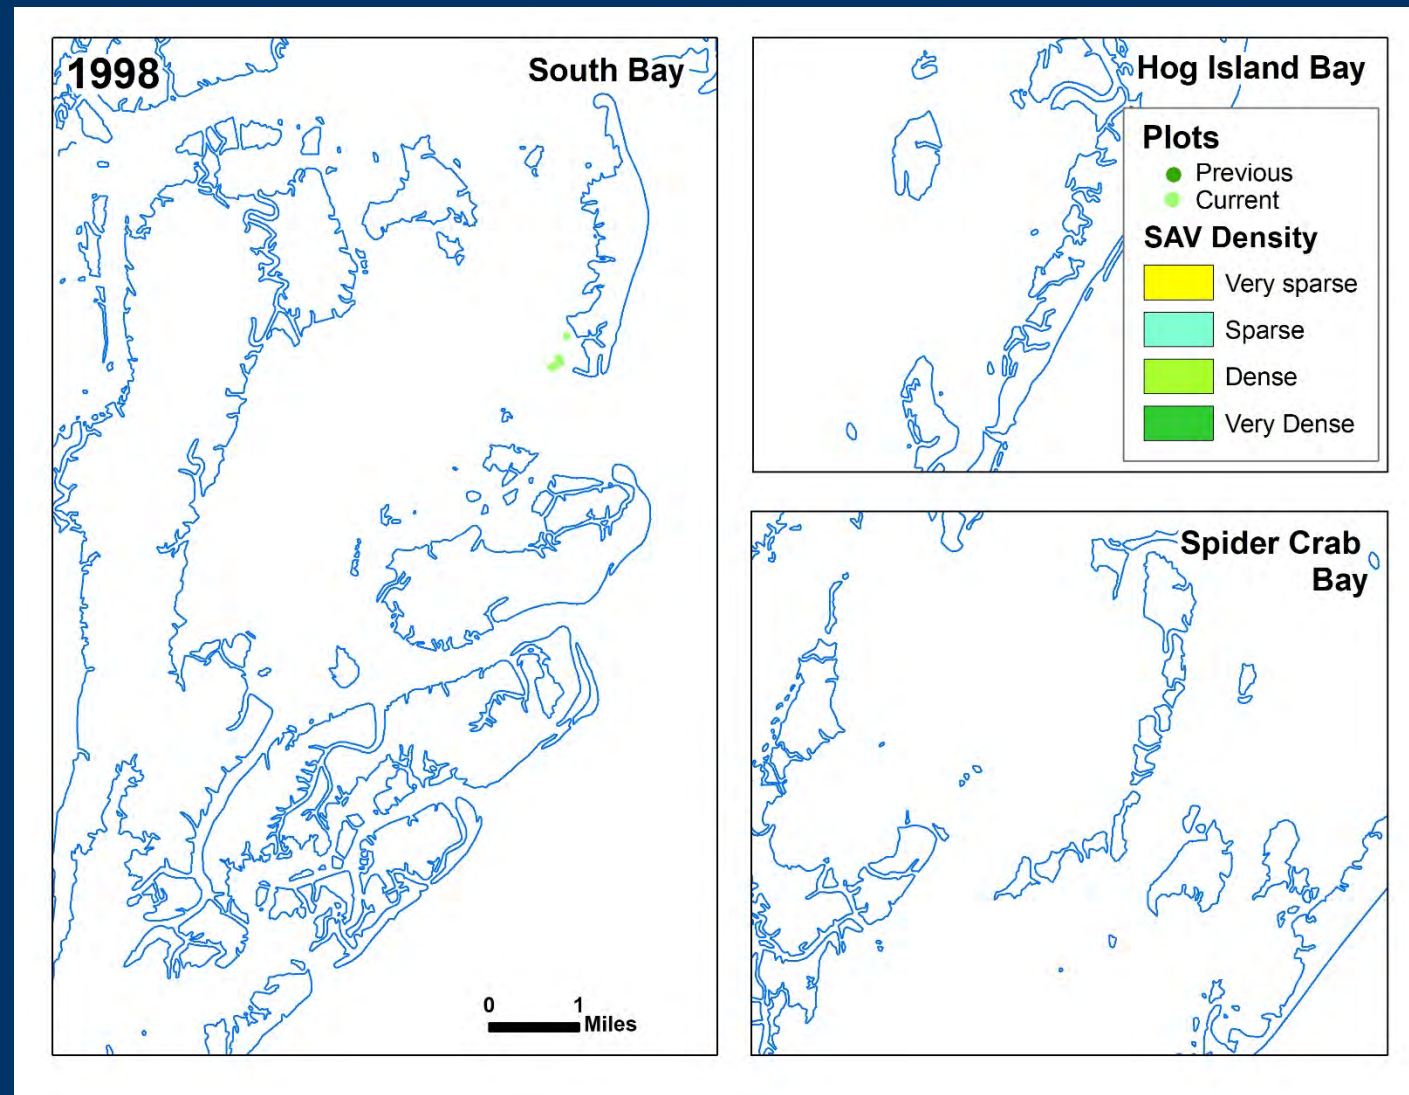 1998
South Bay
0 1
Miles
Hog Island Bay
Plots
Previous
Current
SAV Density
Very sparse
Sparse
Dense
Very Dense
Spider Crab
Bay